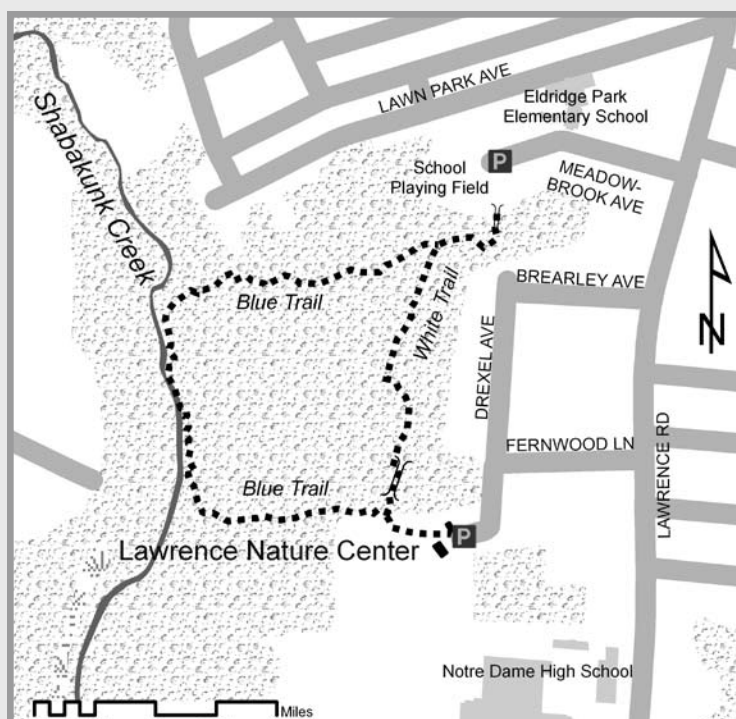 LAWN PARK AVE
Eldridge Park
Elementary School
P
School
Playing Field
MEADOW-
BROOK AVE
Shabakunk Creek
Blue Trail
White Trail
BREARLEY AVE
N
DREXEL AVE
FERNWOOD LN
LAWRENCE RD
Blue Trail
Lawrence Nature Center
P
Notre Dame High School
Miles